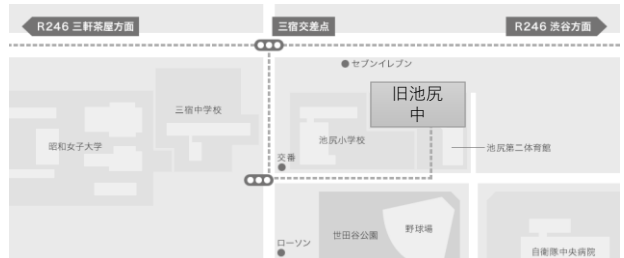 R246 三軒茶屋方面
三宿交差点
R246 渋谷方面
セブンイレブン
旧池尻
中
三宿中学校
池尻小学校
昭和女子大学
池尻第二体育館
交番
野球場
世田谷公園
ローソン
自衛隊中央病院